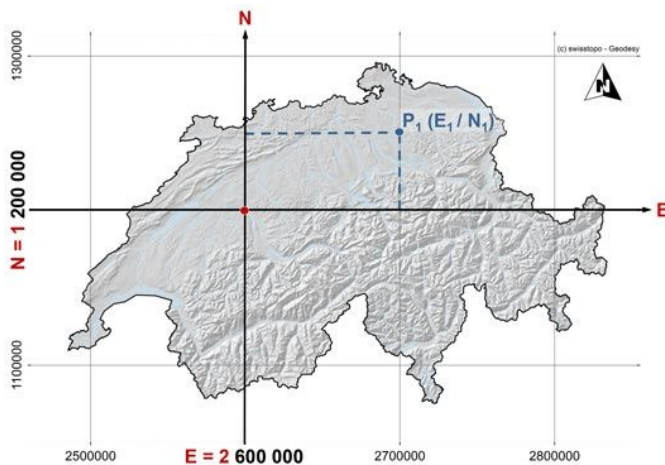 N
1300000
(c) swisstopo - Geodesy
N
P₁ (E₁ / N₁)
N = 1 200 000
E
1100000
2500000
E = 2 600 000
2700000
2800000